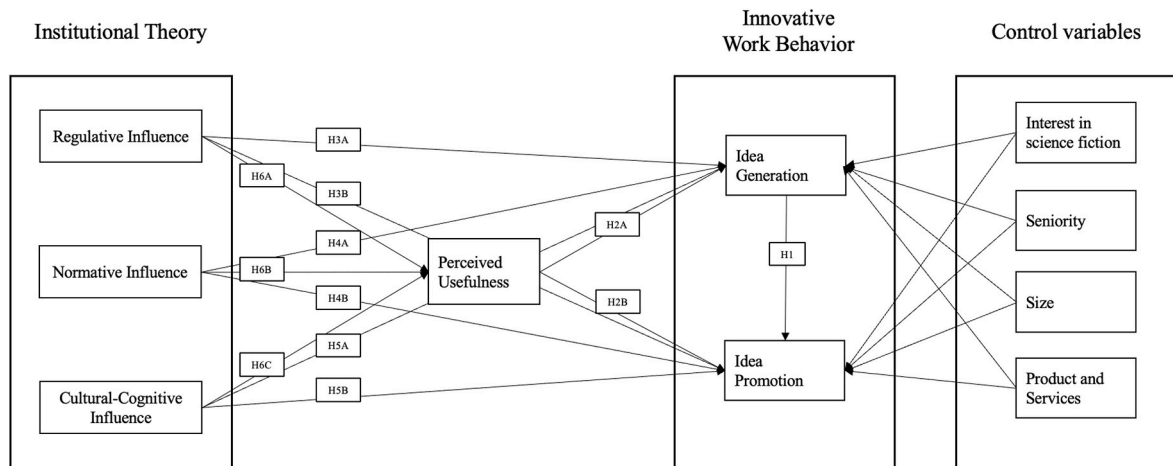 Institutional Theory
Innovative
Work Behavior
Control variables
Regulative Influence
Normative Influence
Cultural-Cognitive
Influence
H3A
H6A
H3B
H4A
H6B
H4B
H5A
H6C
H5B
Perceived
Usefulness
H2A
H2B
Idea
Generation
H1
Idea
Promotion
Interest in
science fiction
Seniority
Size
Product and
Services